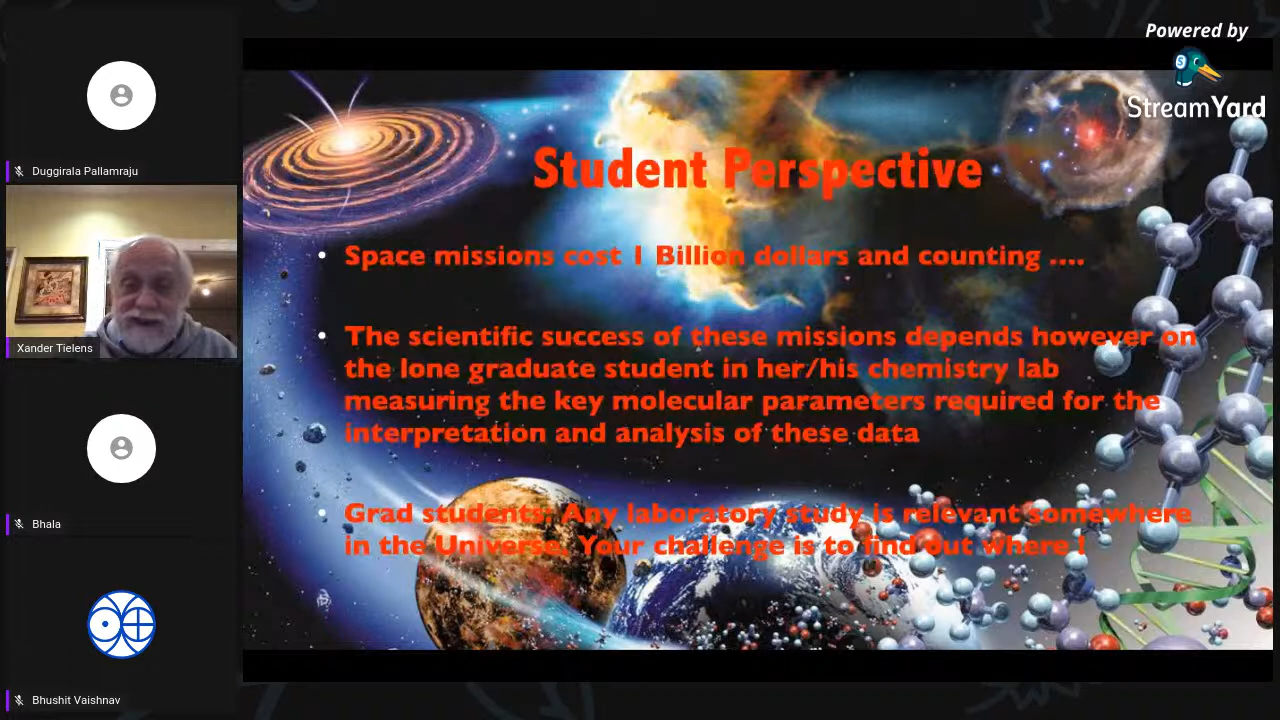 Powered by
StreamYard
Duggirala Pallamraju
Xander Tielens
Bhala
Bhushit Vaishnav
Student Perspective
• Space missions cost 1 Billion dollars and counting ....
• The scientific success of these missions depends however on
the lone graduate student in her/his chemistry lab
measuring the key molecular parameters required for the
interpretation and analysis of these data
• Grad students: Any laboratory study is relevant somewhere
in the Universe. Your challenge is to find out where !